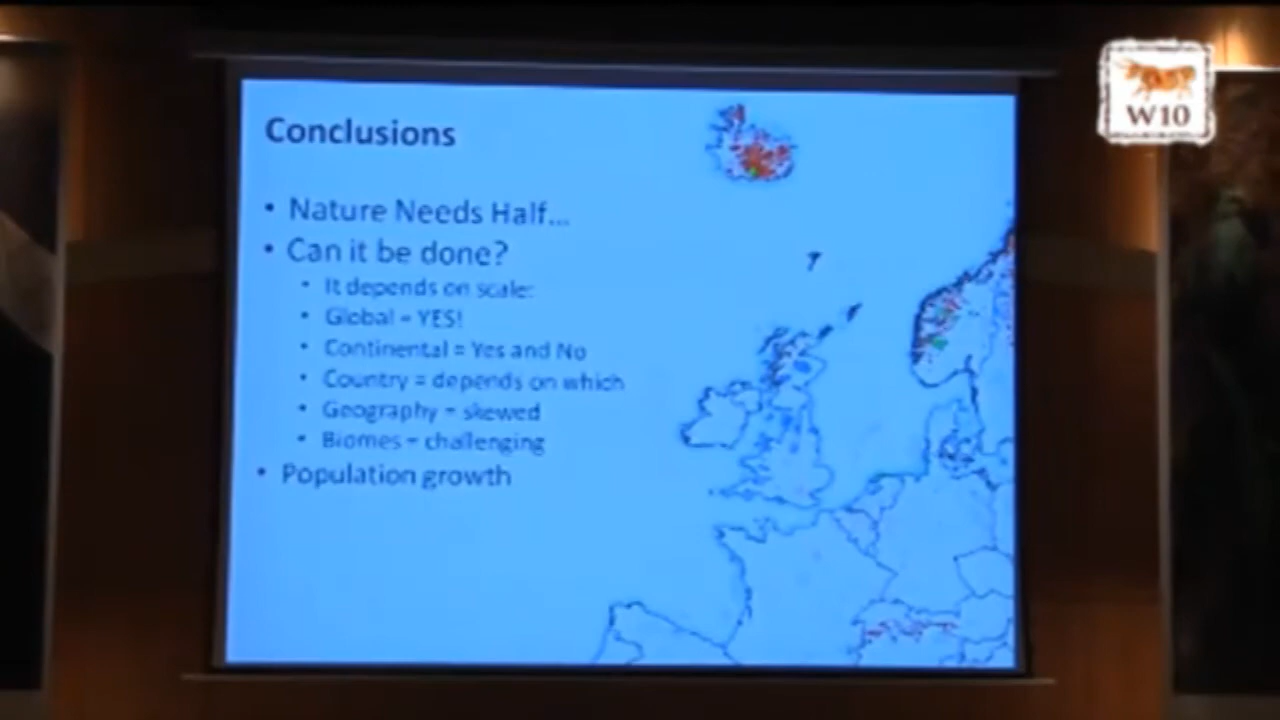 W10
Conclusions
• Nature Needs Half...
• Can it be done?
• It depends on scale:
• Global = YES!
• Continental = Yes and No
• Country = depends on which
• Geography = skewed
• Biomes = challenging
• Population growth